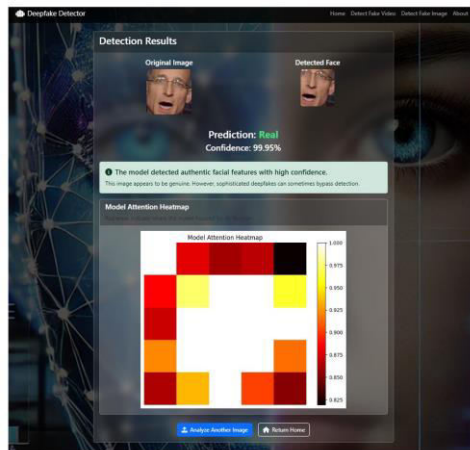 Deepfake Detector
Home Detect Fake Video Detect Fake Image About
Detection Results
Original Image
Detected Face
Prediction: Real
Confidence: 99.95%
The model detected authentic facial features with high confidence.
This image appears to be genuine. However, sophisticated deepfakes can sometimes bypass detection.
Model Attention Heatmap
Model Attention Heatmap
1.000
0.975
0.950
0.925
0.900
0.875
0.850
0.825
Analyze Another Image
Return Home